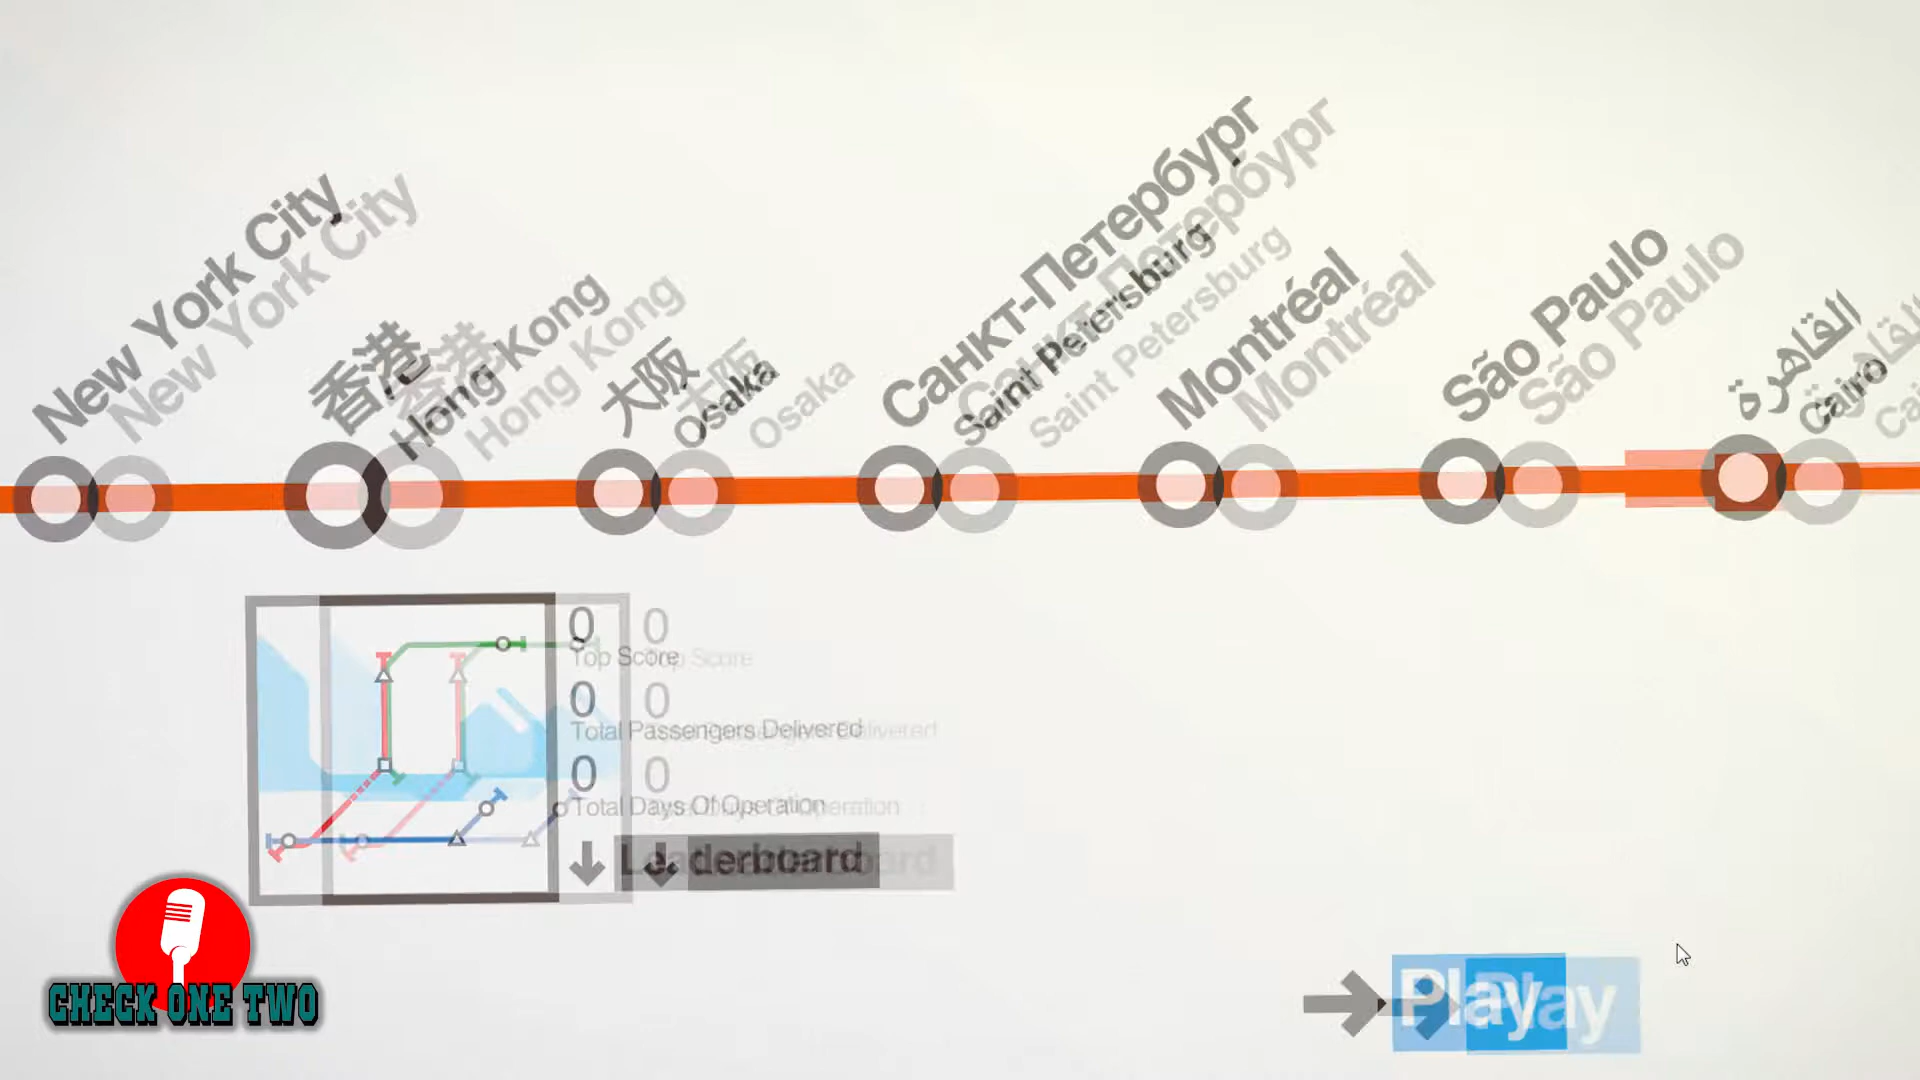 New York City
香港
Hong Kong
大阪
Osaka
Санкт-Петербург
Saint Petersburg
Montréal
São Paulo
القاهرة
Cairo
0
Top Score
0
Total Passengers Delivered
0
Total Days Of Operation
Leaderboard
Play
CHECK ONE TWO